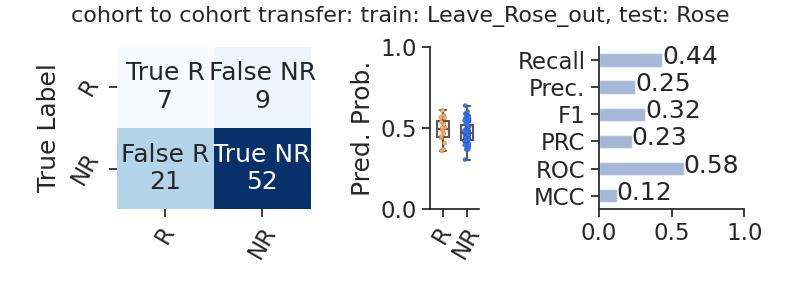 cohort to cohort transfer: train: Leave_Rose_out, test: Rose
True Label
R
NR
True R
7
False NR
9
False R
21
True NR
52
R
NR
Pred. Prob.
1.0
0.5
0.0
R
NR
Recall
0.44
Prec.
0.25
F1
0.32
PRC
0.23
ROC
0.58
MCC
0.12
0.0
0.5
1.0